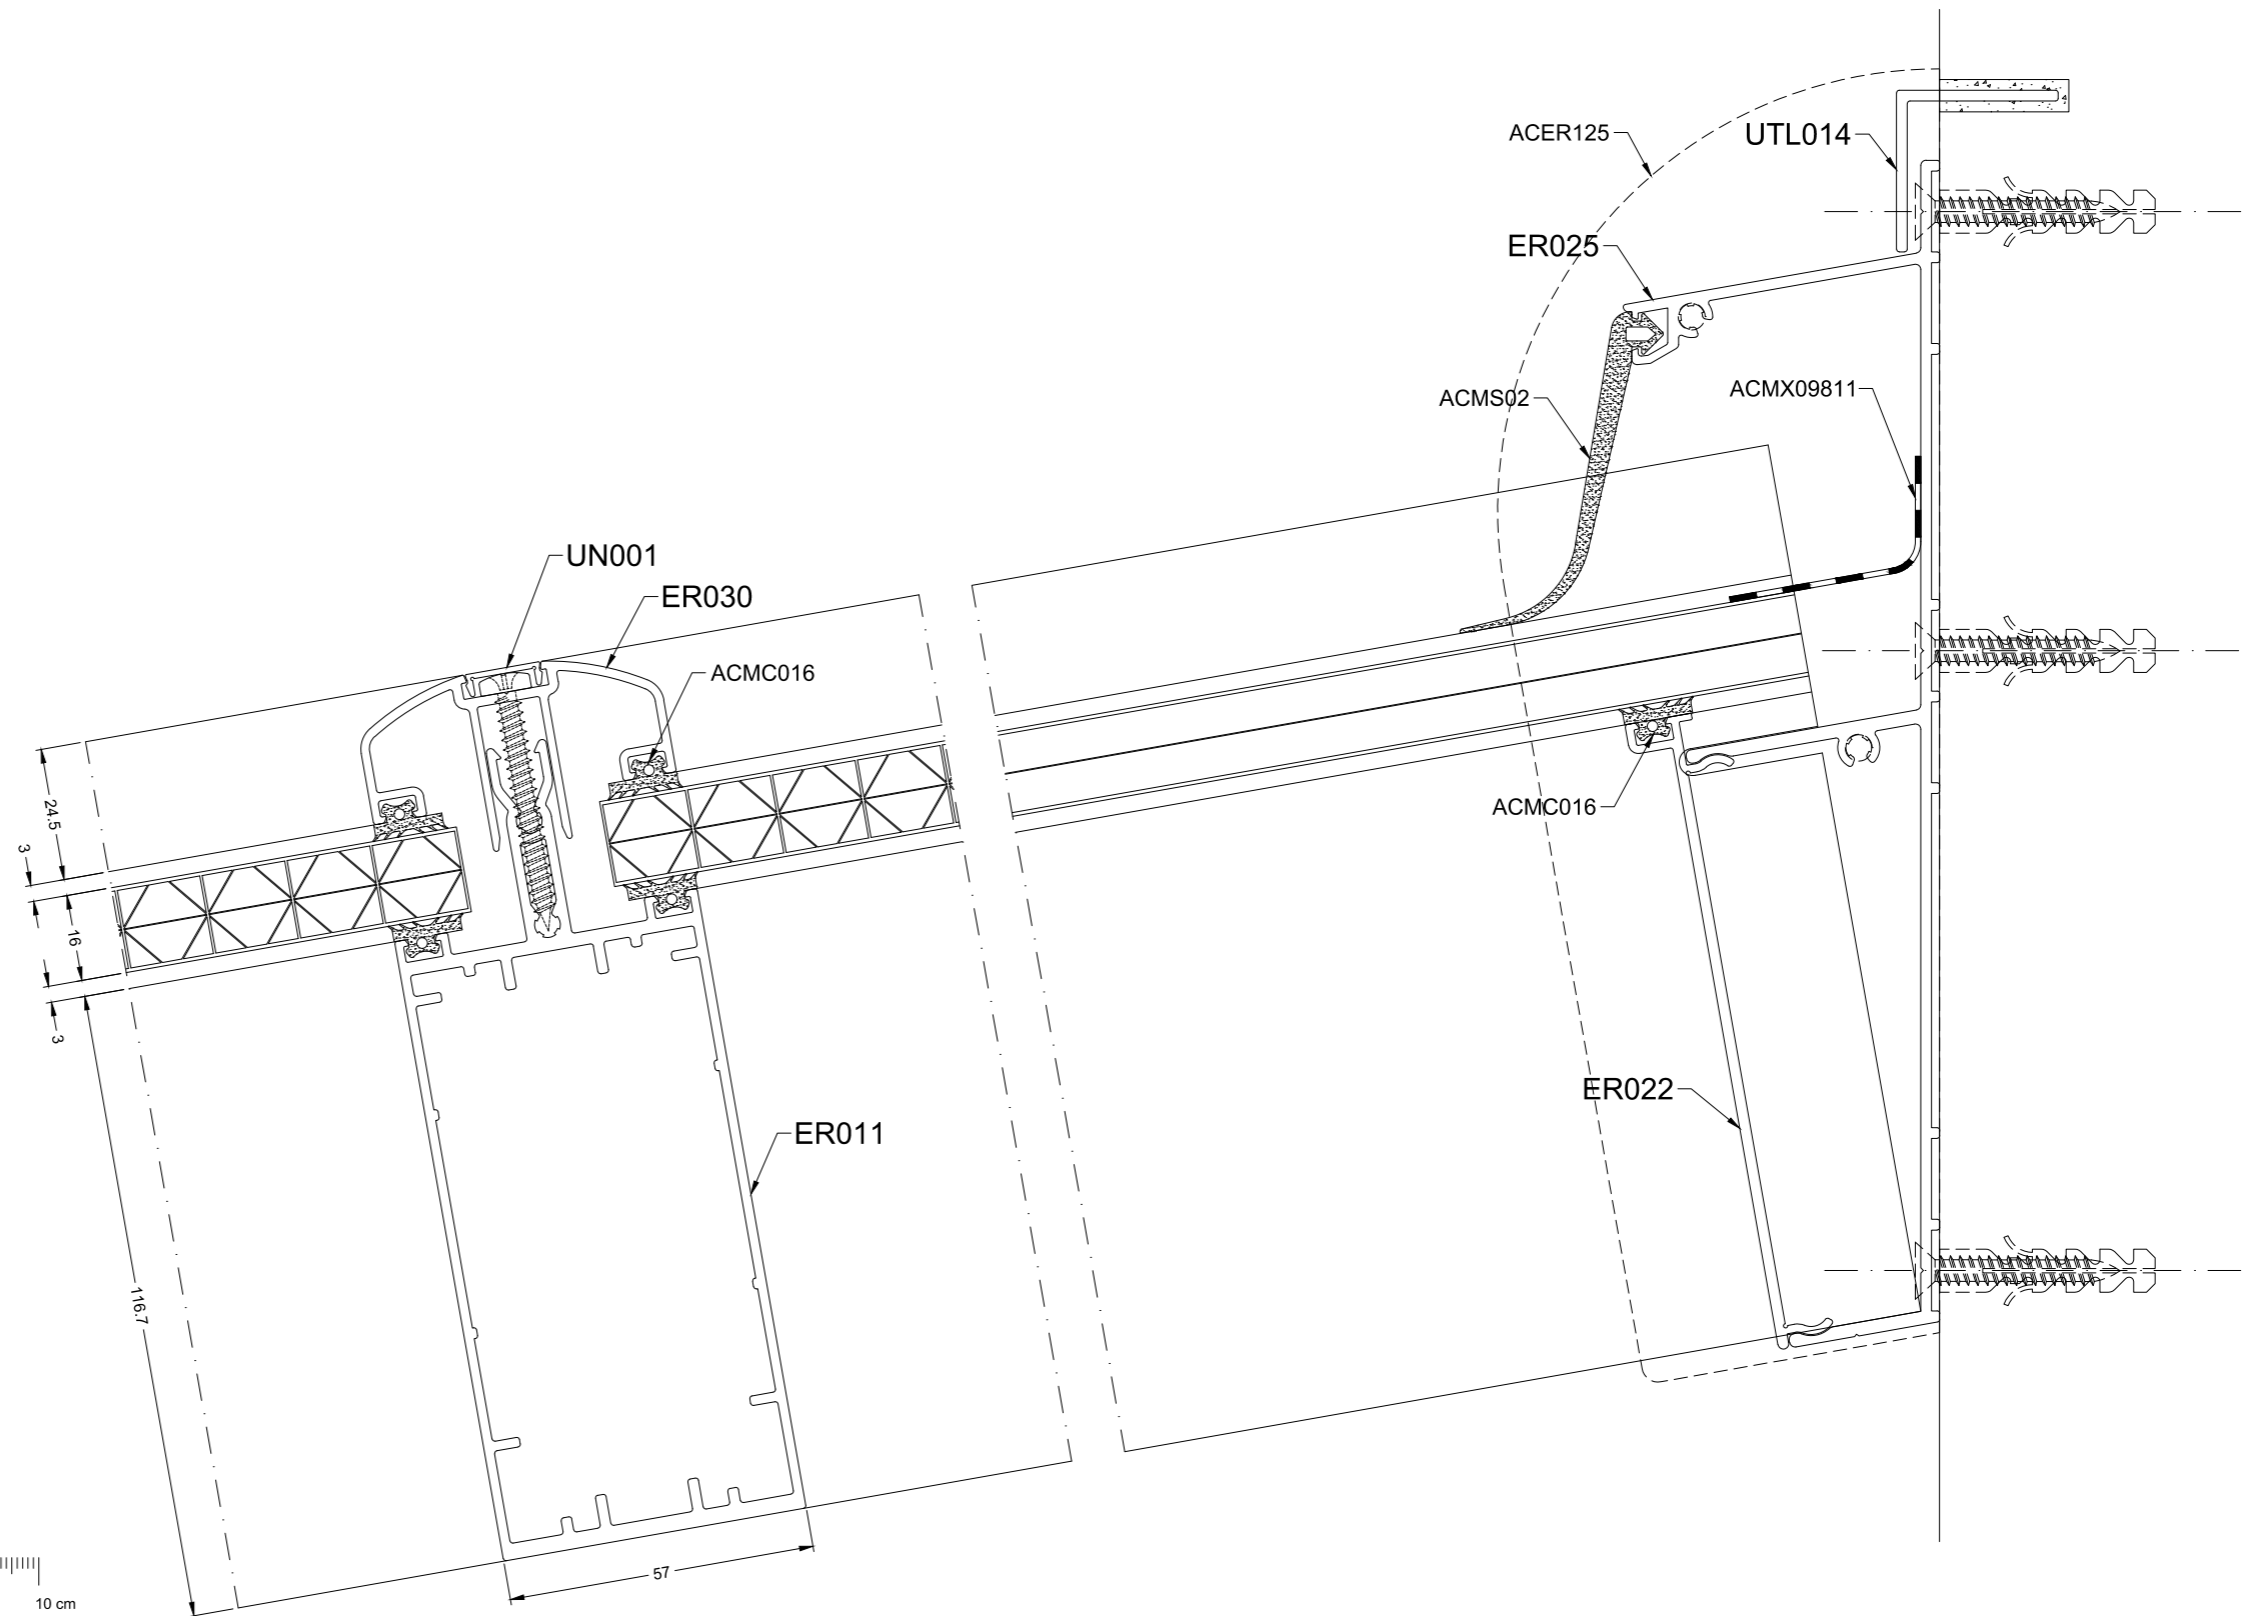 ACER125
UTL014
ER025
ACMX09811
ACMS02
UN001
ER030
ACMC016
ACMC016
24.5
3
16
3
ER022
ER011
116.7
57
10 cm